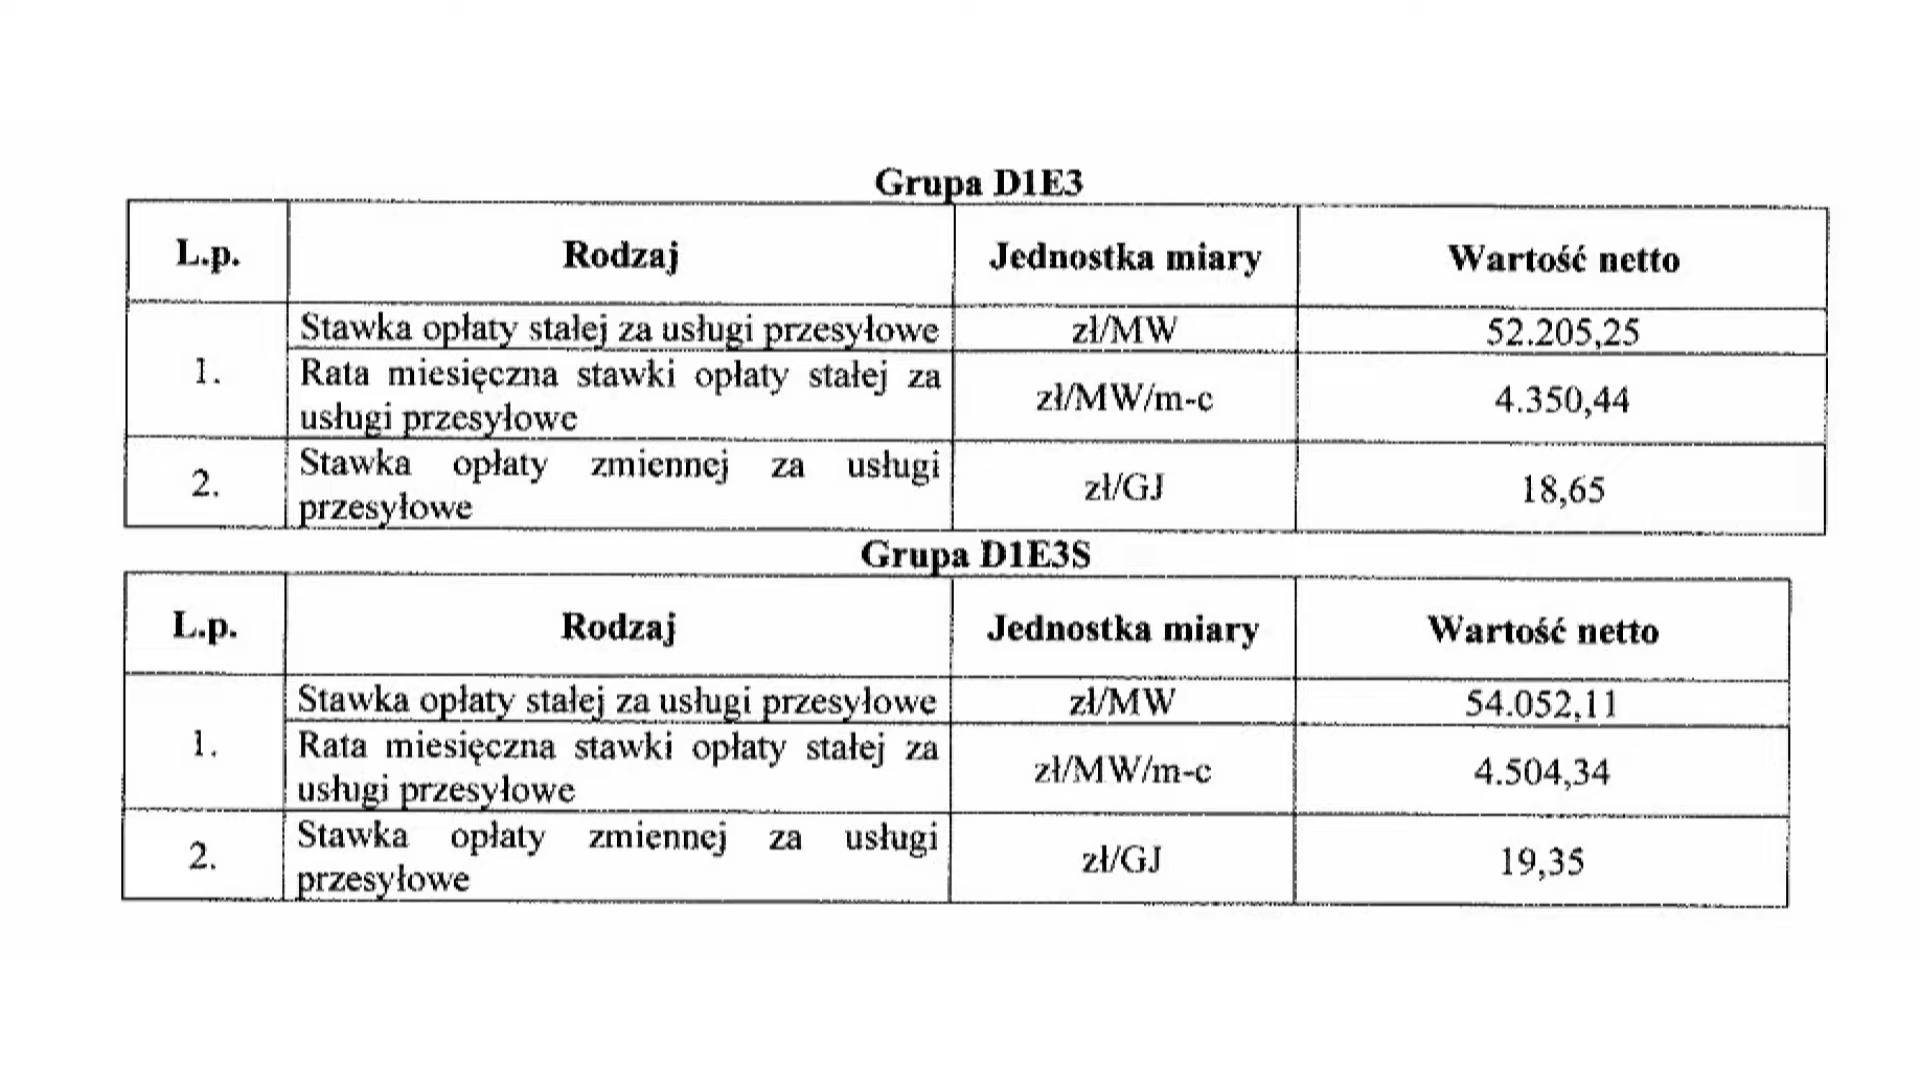 Grupa D1E3
L.p. Rodzaj Jednostka miary Wartość netto
1. Stawka opłaty stałej za usługi przesyłowe zł/MW 52.205,25
Rata miesięczna stawki opłaty stałej za
usługi przesyłowe zł/MW/m-c 4.350,44
2. Stawka opłaty zmiennej za usługi
przesyłowe zł/GJ 18,65
Grupa D1E3S
L.p. Rodzaj Jednostka miary Wartość netto
1. Stawka opłaty stałej za usługi przesyłowe zł/MW 54.052,11
Rata miesięczna stawki opłaty stałej za
usługi przesyłowe zł/MW/m-c 4.504,34
2. Stawka opłaty zmiennej za usługi
przesyłowe zł/GJ 19,35